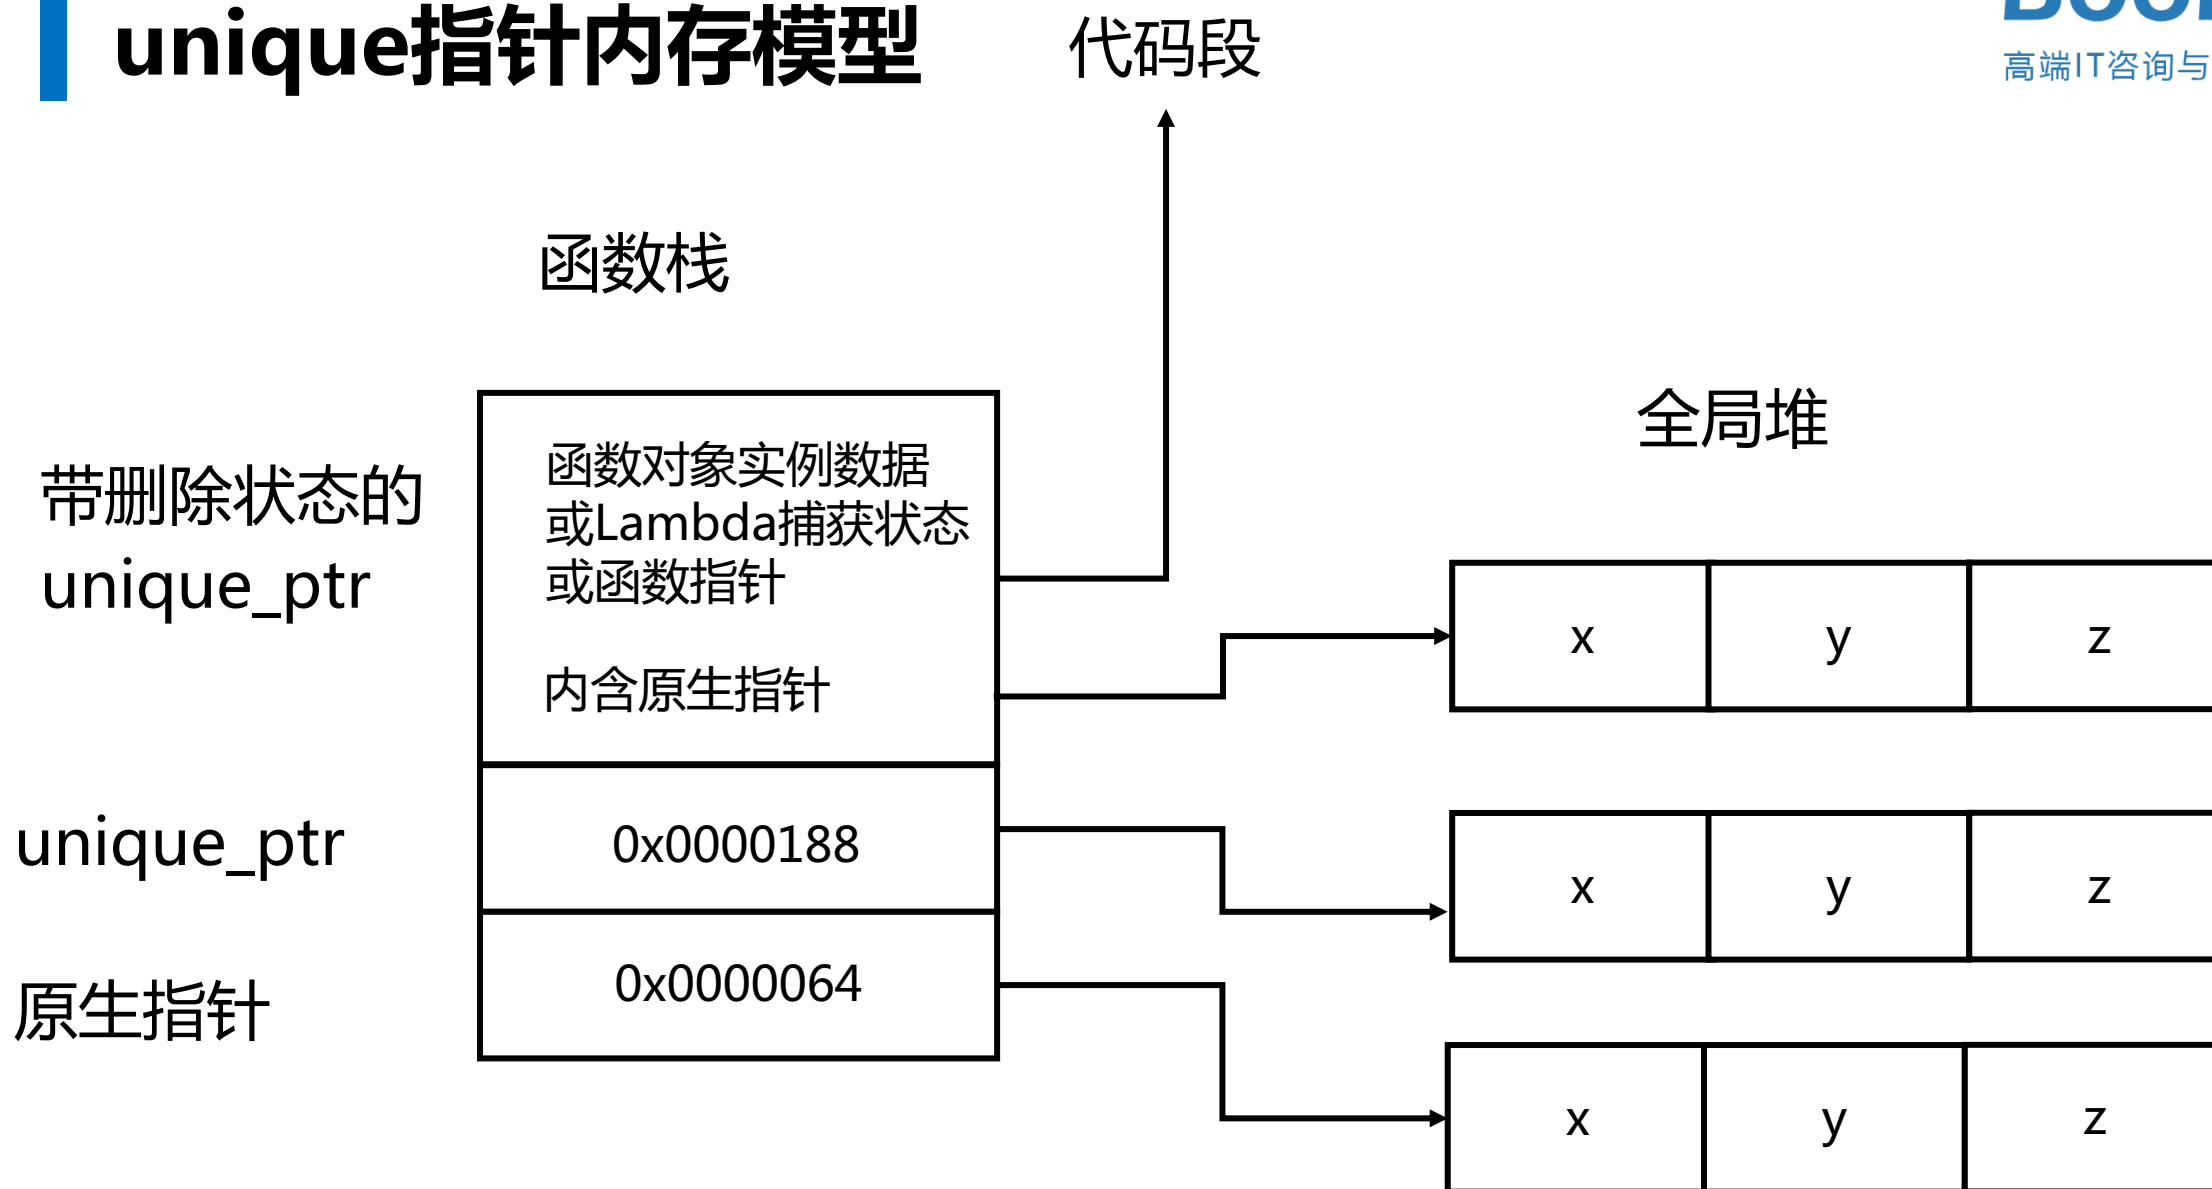 unique指针内存模型
代码段
高端IT咨询与
函数栈
全局堆
带删除状态的
unique_ptr
函数对象实例数据
或Lambda捕获状态
或函数指针
内含原生指针
x y z
unique_ptr
0x0000188
x y z
原生指针
0x0000064
x y z